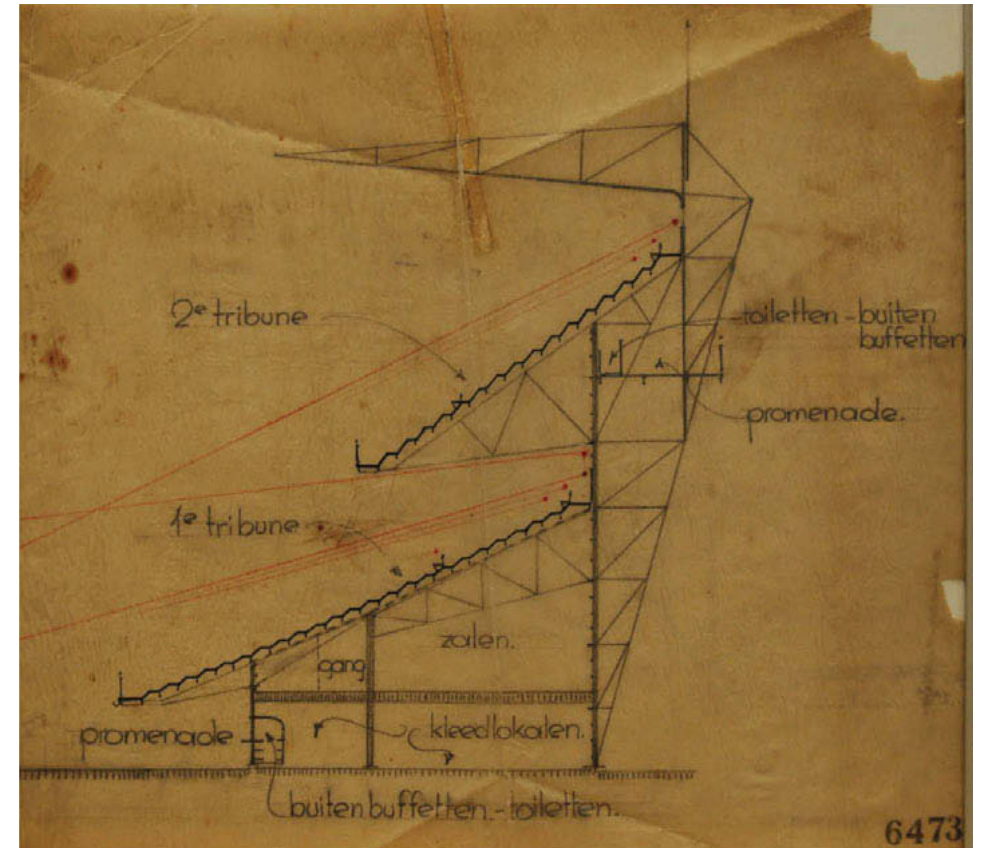 2e tribune
toiletten - buiten
buffetten
promenade.
1e tribune
zalen.
gang
promenade
kleedlokalen.
buiten buffetten - toiletten.
6473